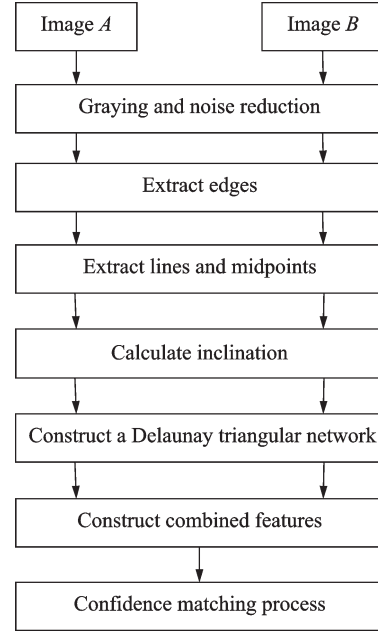 Image A
Image B
Graying and noise reduction
Extract edges
Extract lines and midpoints
Calculate inclination
Construct a Delaunay triangular network
Construct combined features
Confidence matching process